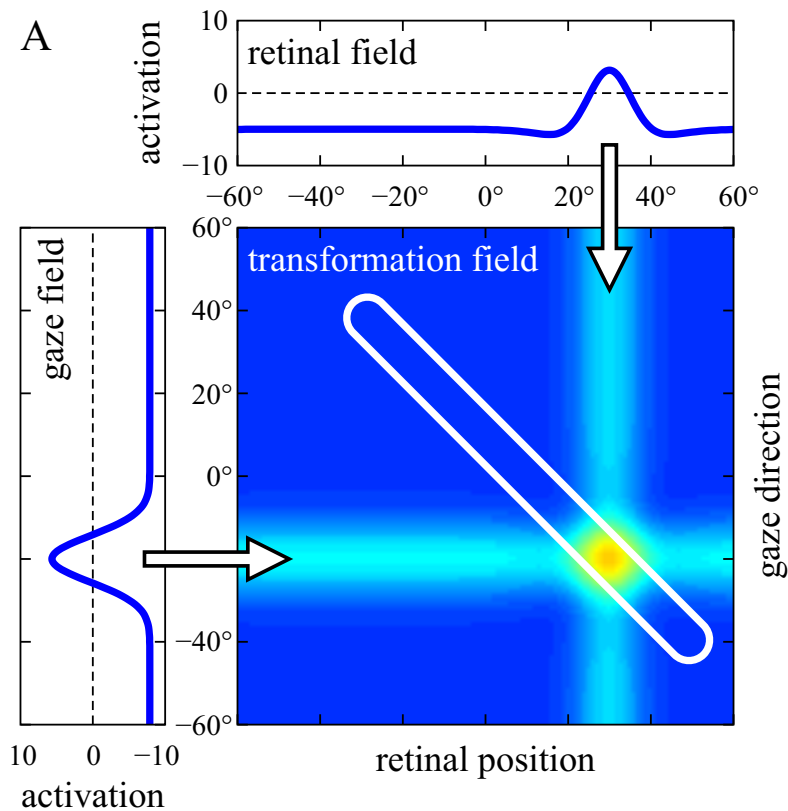 A
10
0
−10
activation
retinal field
−60°
−40°
−20°
0°
20°
40°
60°
gaze field
transformation field
60°
40°
20°
0°
−20°
−40°
−60°
gaze direction
10
0
−10
activation
retinal position